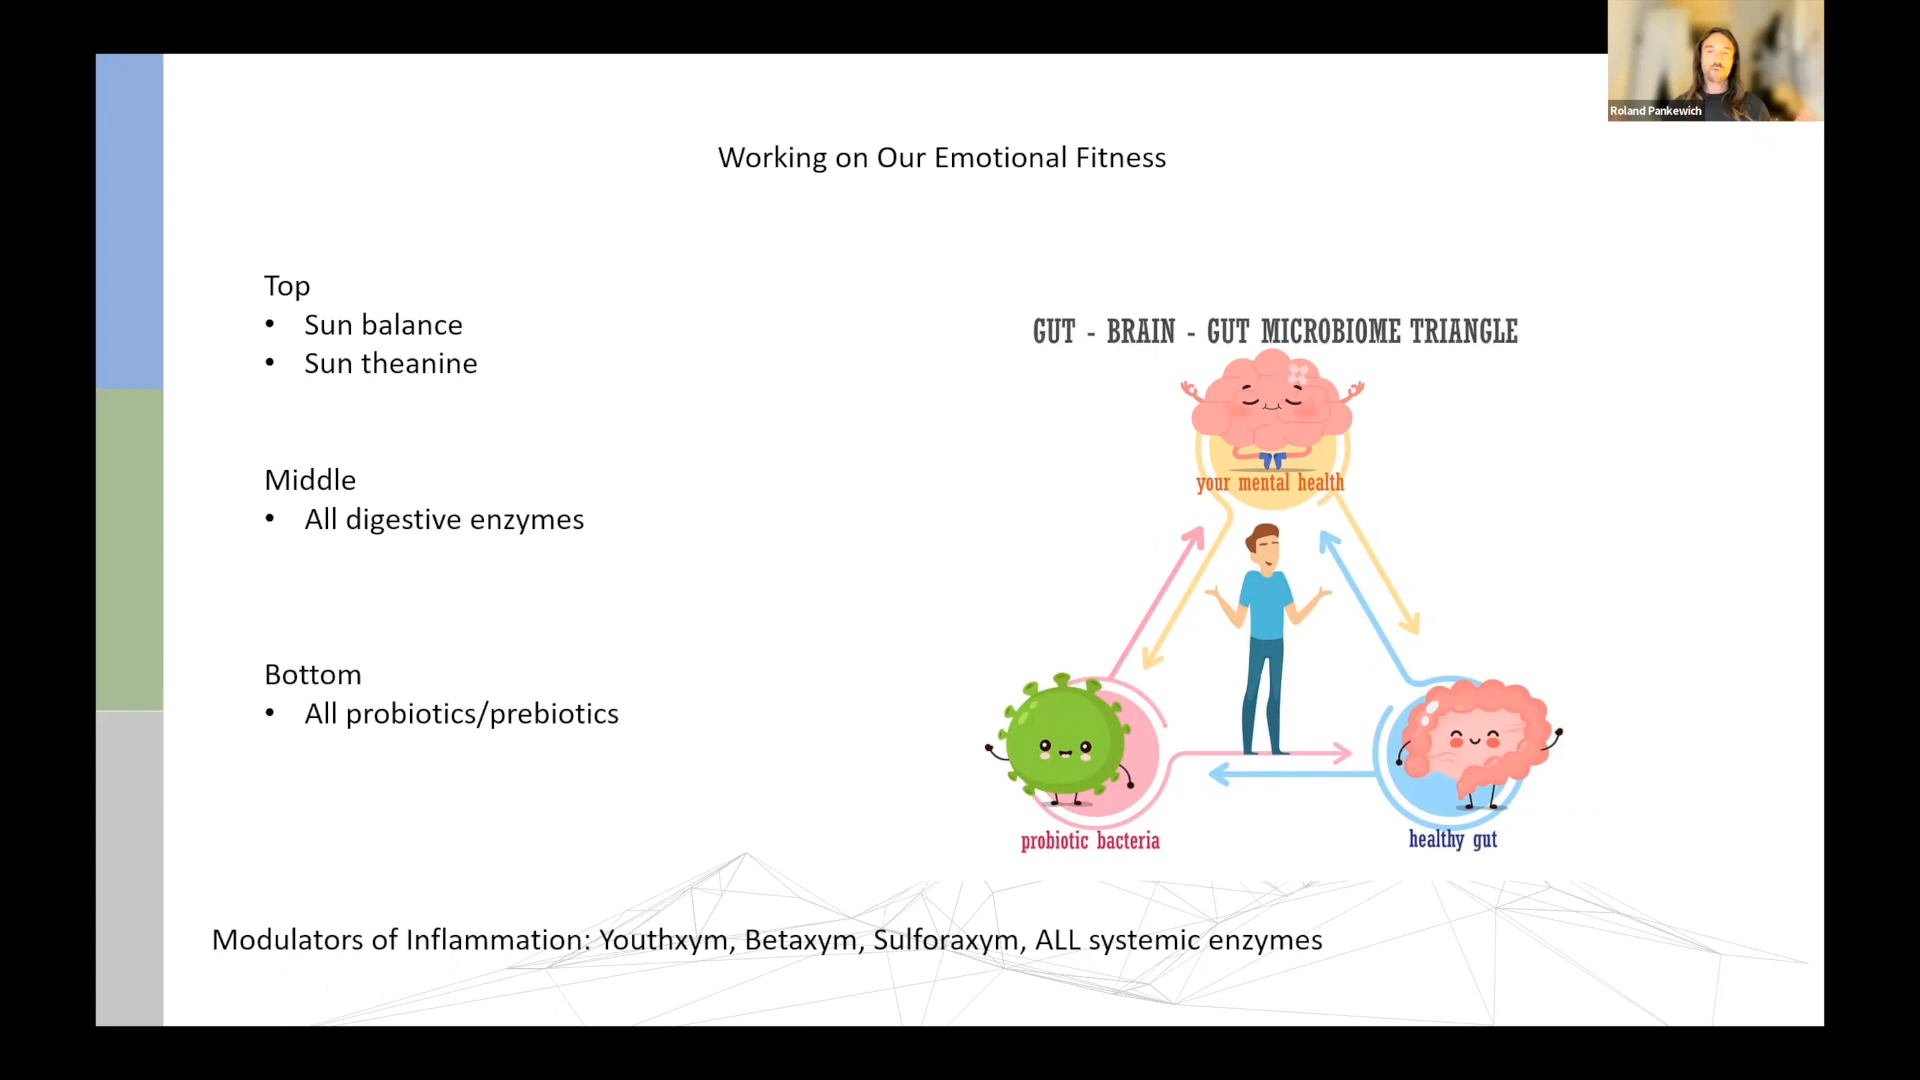 Roland Pankewich
Working on Our Emotional Fitness
Top
• Sun balance
• Sun theanine
Middle
• All digestive enzymes
Bottom
• All probiotics/prebiotics
GUT - BRAIN - GUT MICROBIOME TRIANGLE
your mental health
probiotic bacteria
healthy gut
Modulators of Inflammation: Youthxym, Betaxym, Sulforaxym, ALL systemic enzymes